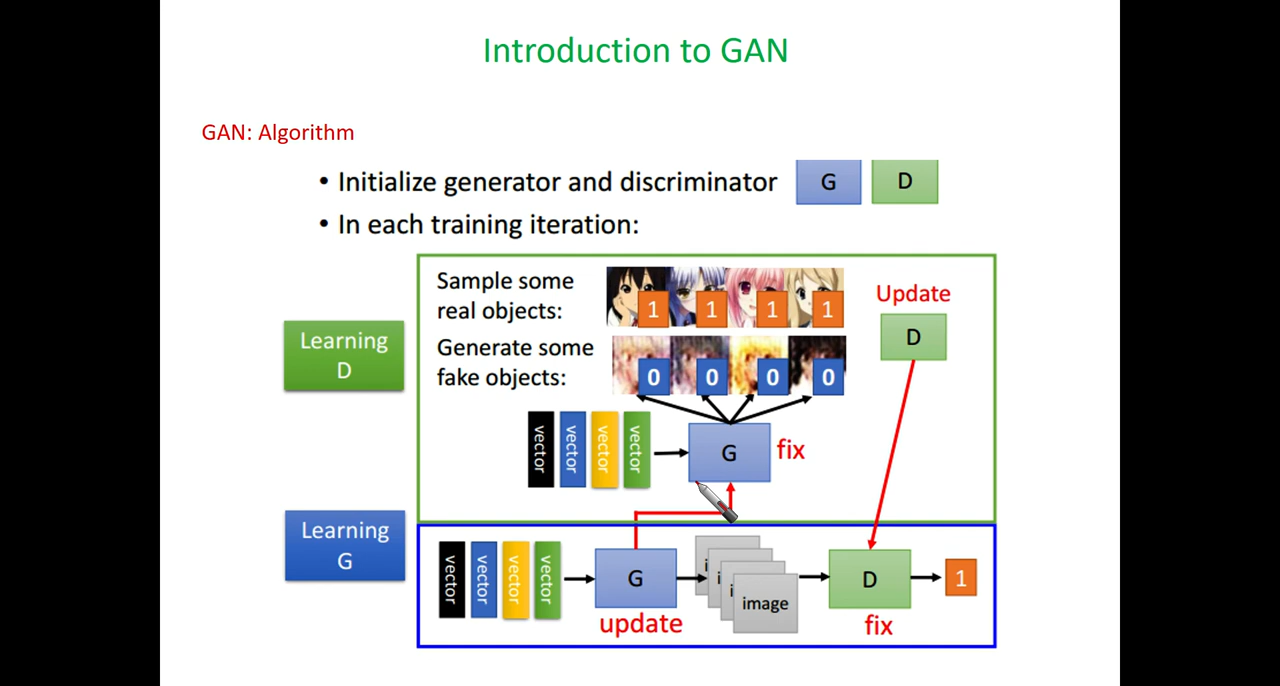 Introduction to GAN
GAN: Algorithm
• Initialize generator and discriminator G D
• In each training iteration:
Sample some
real objects:
1 1 1 1
Update
D
Learning
D
Generate some
fake objects:
0 0 0 0
vector vector vector vector
G
fix
Learning
G
vector vector vector vector
G
update
i
i
i
image
D
fix
1